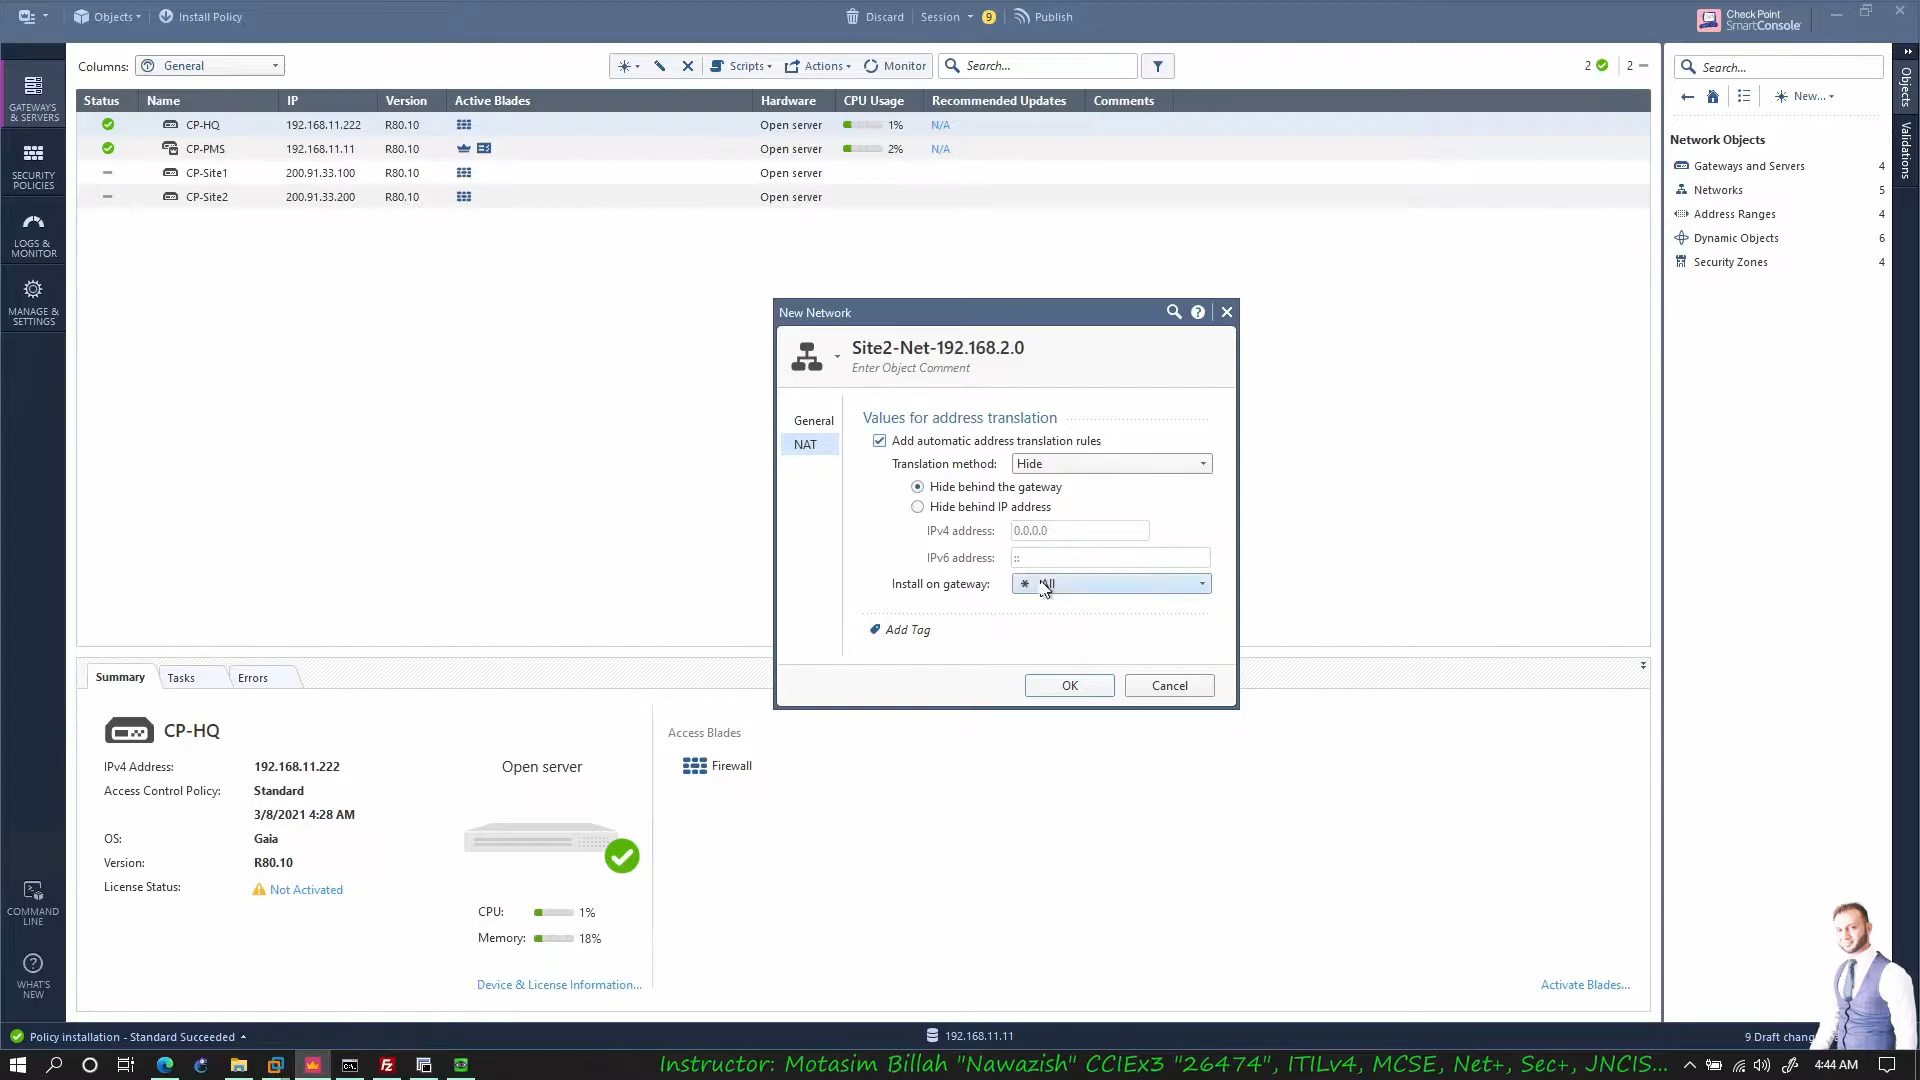 Objects
Install Policy
Discard
Session
9
Publish
Check Point
SmartConsole
Columns:
General
Scripts
Actions
Monitor
Search...
2
2
Status Name IP Version Active Blades Hardware CPU Usage Recommended Updates Comments
CP-HQ 192.168.11.222 R80.10 Open server 1% N/A
CP-PMS 192.168.11.11 R80.10 Open server 2% N/A
CP-Site1 200.91.33.100 R80.10 Open server
CP-Site2 200.91.33.200 R80.10 Open server
GATEWAYS
& SERVERS
SECURITY
POLICIES
LOGS &
MONITOR
MANAGE &
SETTINGS
COMMAND
LINE
WHAT'S
NEW
New Network
Site2-Net-192.168.2.0
Enter Object Comment
General
NAT
Values for address translation
Add automatic address translation rules
Translation method: Hide
Hide behind the gateway
Hide behind IP address
IPv4 address: 0.0.0.0
IPv6 address: ::
Install on gateway:
Add Tag
OK
Cancel
Search...
New...
Network Objects
Gateways and Servers 4
Networks 5
Address Ranges 4
Dynamic Objects 6
Security Zones 4
Objects
Validations
Summary
Tasks
Errors
CP-HQ
IPv4 Address: 192.168.11.222
Access Control Policy: Standard
3/8/2021 4:28 AM
OS: Gaia
Version: R80.10
License Status: Not Activated
Open server
CPU: 1%
Memory: 18%
Device & License Information...
Access Blades
Firewall
Activate Blades...
Policy installation - Standard Succeeded
192.168.11.11
9 Draft chang
Instructor: Motasim Billah "Nawazish" CCIEx3 "26474", ITILv4, MCSE, Net+, Sec+, JNCIS...
4:44 AM